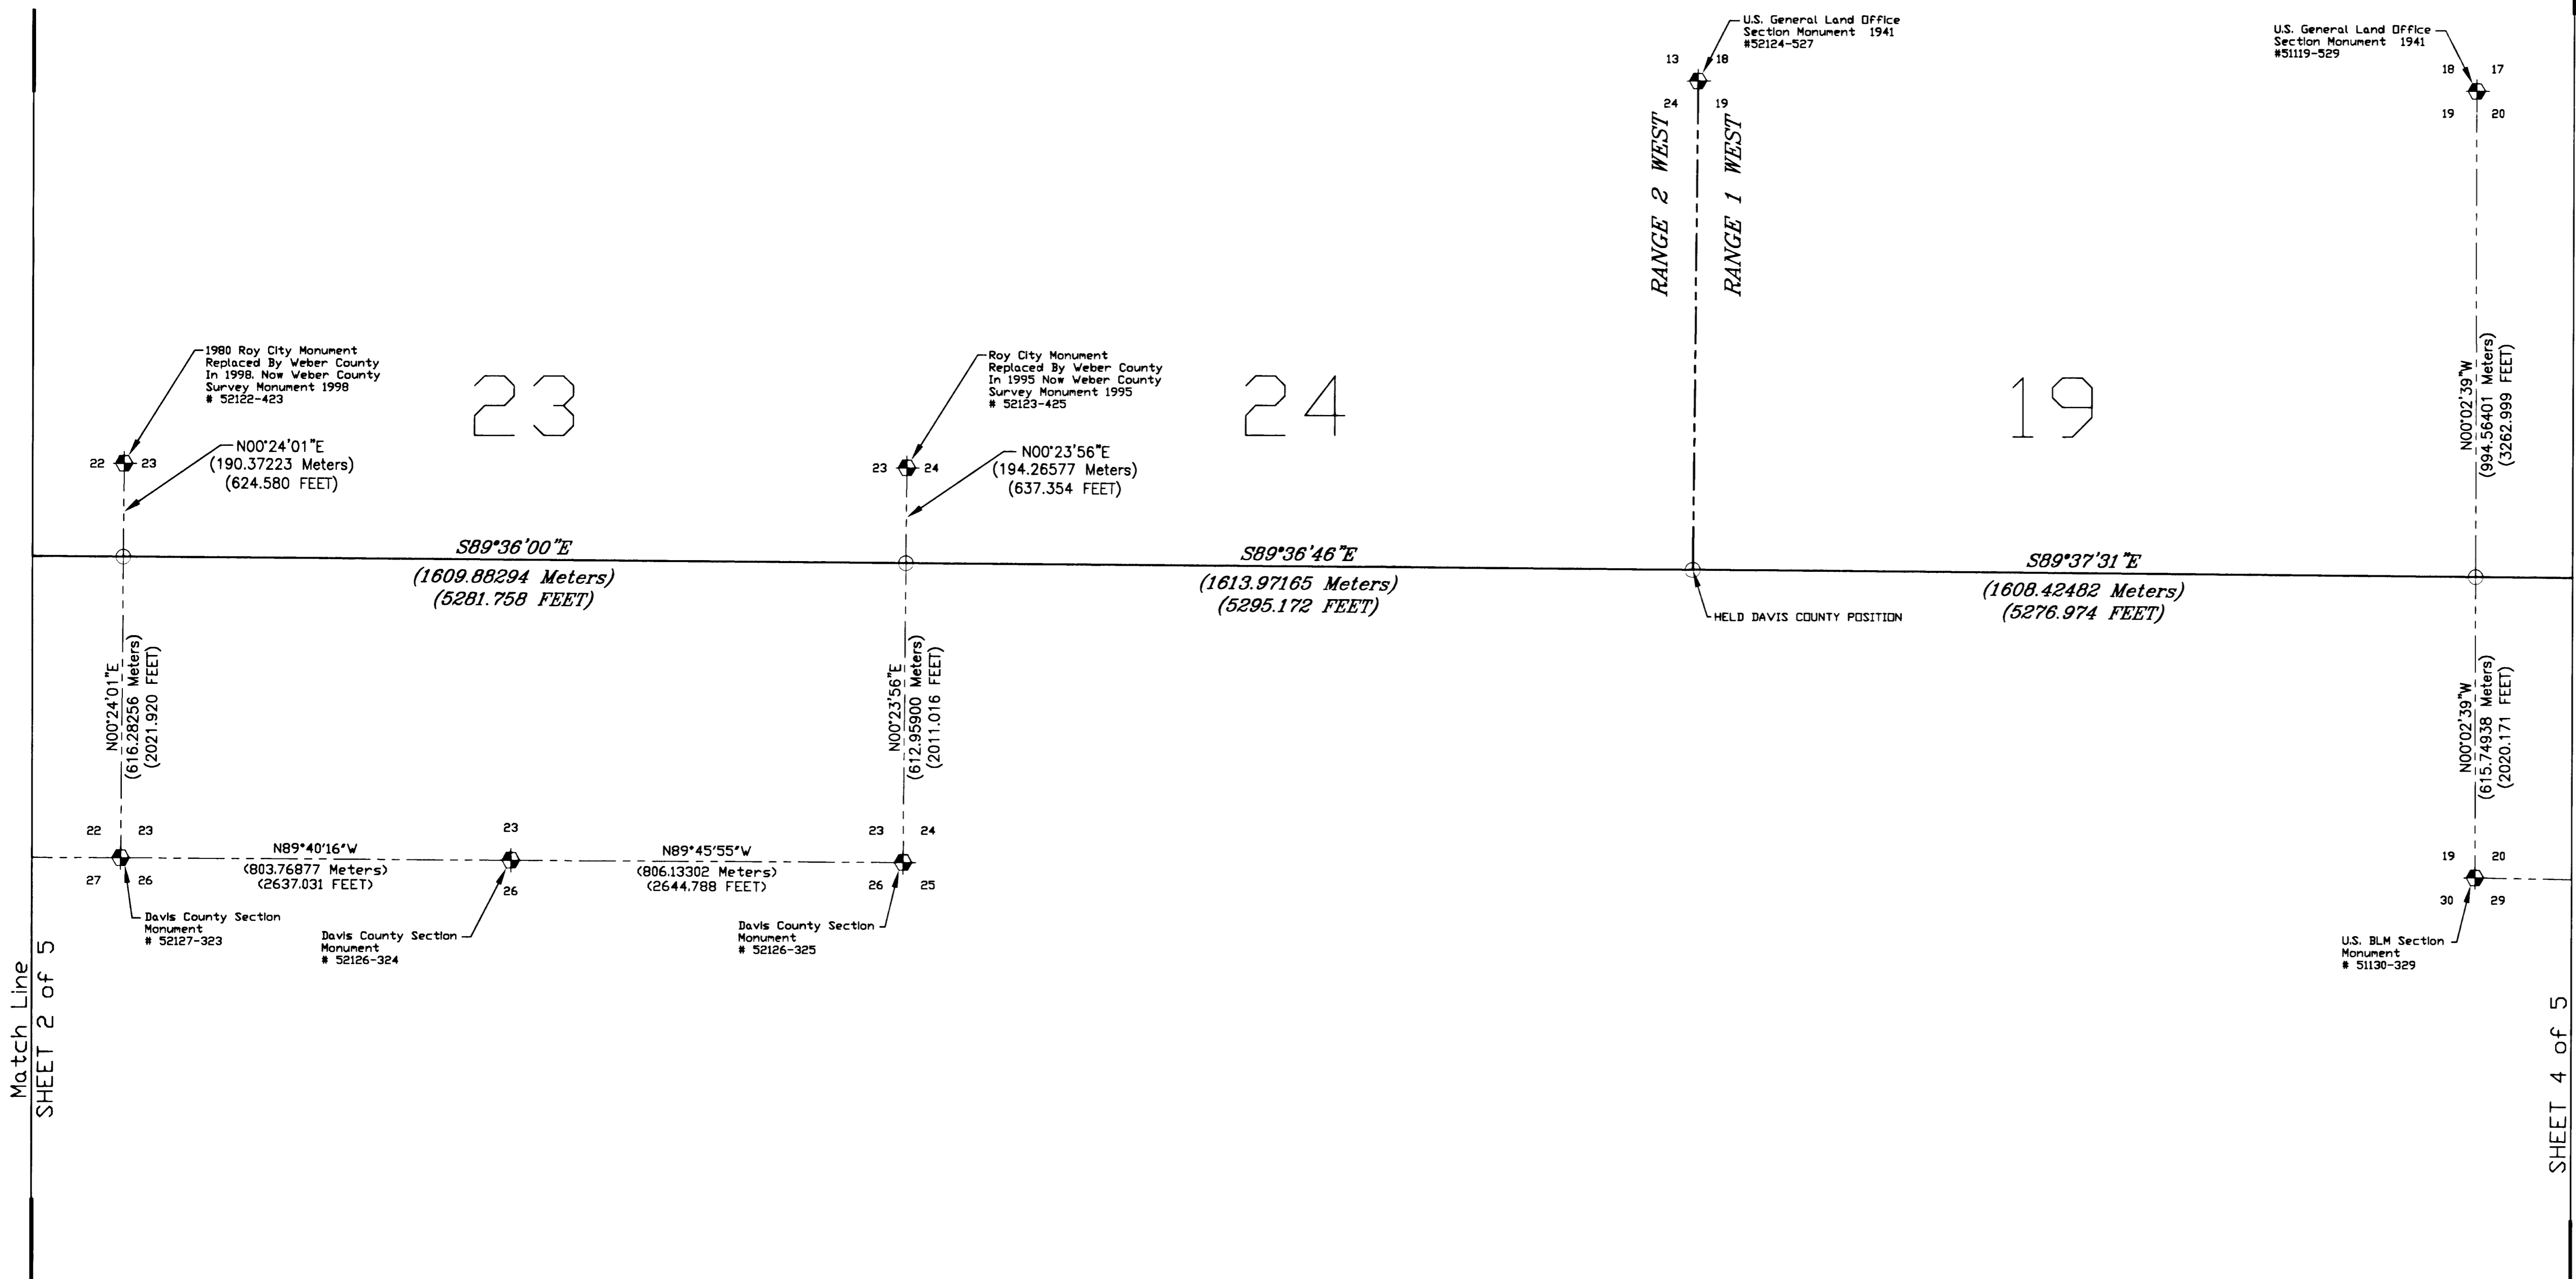 U.S. General Land Office
Section Monument 1941
#52124-527
U.S. General Land Office
Section Monument 1941
#51119-529
13 18
24 19
18 17
19 20
RANGE 2 WEST
RANGE 1 WEST
1980 Roy City Monument
Replaced By Weber County
In 1998. Now Weber County
Survey Monument 1998
# 52122-423
23
Roy City Monument
Replaced By Weber County
In 1995 Now Weber County
Survey Monument 1995
# 52123-425
24
19
N00°02'39"W
(994.56401 Meters)
(3262.999 FEET)
22 23
N00°24'01"E
(190.37223 Meters)
(624.580 FEET)
23 24
N00°23'56"E
(194.26577 Meters)
(637.354 FEET)
S89°36'00"E
(1609.88294 Meters)
(5281.758 FEET)
S89°36'46"E
(1613.97165 Meters)
(5295.172 FEET)
S89°37'31"E
(1608.42482 Meters)
(5276.974 FEET)
HELD DAVIS COUNTY POSITION
N00°24'01"E
(616.28256 Meters)
(2021.920 FEET)
N00°23'56"E
(612.95900 Meters)
(2011.016 FEET)
N00°02'39"W
(615.74938 Meters)
(2020.171 FEET)
22 23
27 26
N89°40'16"W
(803.76877 Meters)
(2637.031 FEET)
23
26
N89°45'55"W
(806.13302 Meters)
(2644.788 FEET)
23 24
26 25
19 20
30 29
Davis County Section
Monument
# 52127-323
Davis County Section
Monument
# 52126-324
Davis County Section
Monument
# 52126-325
U.S. BLM Section
Monument
# 51130-329
Match Line
SHEET 2 of 5
SHEET 4 of 5